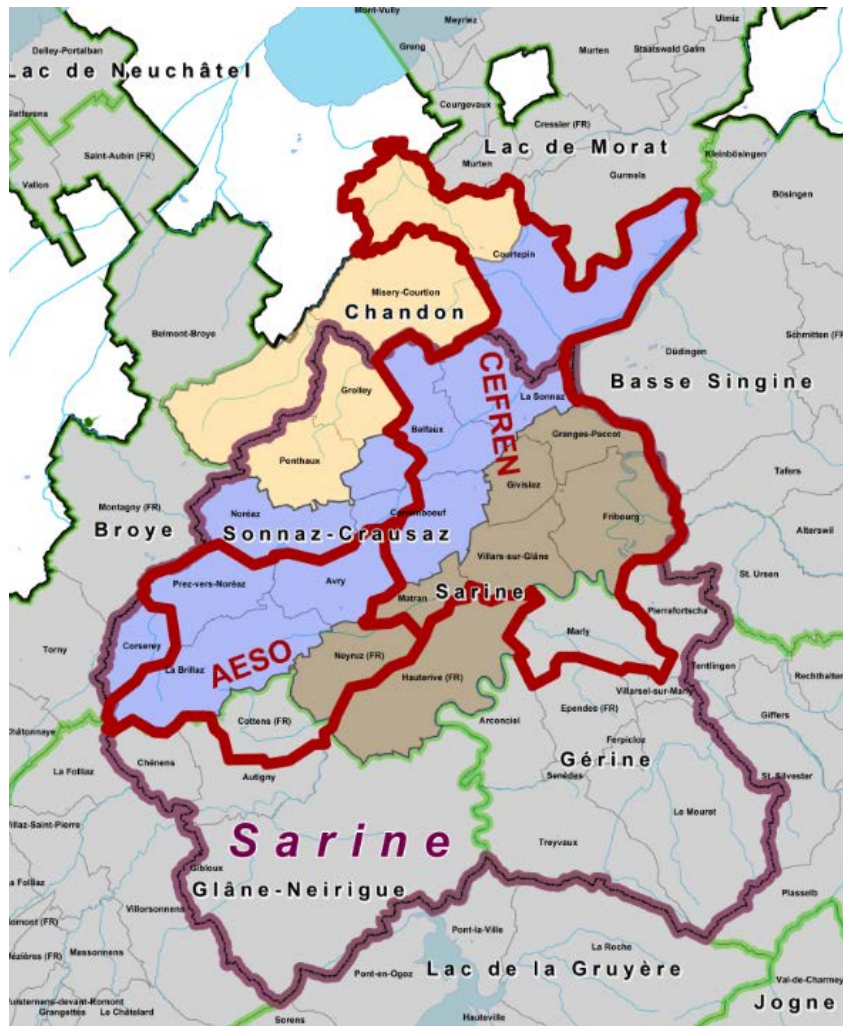 Mont-Vully
Meyriez
Ulmiz
Greng
Murten
Staatswald Galm
Delley-Portalban
Lac de Neuchâtel
Courgevaux
Cressier (FR)
Saint-Aubin (FR)
Lac de Morat
Kleinbösingen
Murten
Vallon
Gurmels
Bösingen
Courtepin
Misery-Courtion
Chandon
Belmont-Broye
Schmitten (FR)
Düdingen
Basse Singine
Grolley
CEFREN
La Sonnaz
Belfaux
Granges-Paccot
Ponthaux
Tafers
Givisiez
Montagny (FR)
Noréaz
Fribourg
Broye
Sonnaz-Crausaz
Alterswil
Villars-sur-Glâne
St. Ursen
Prez-vers-Noréaz
Avry
Matran
Sarine
Pierrafortscha
Marly
Torny
Corserey
AESO
Neyruz (FR)
La Brillaz
Hauterive (FR)
Tentlingen
Rechthalten
Villarsel-sur-Marly
Cottens (FR)
Arconciel
Ependes (FR)
Giffers
Châtonnaye
Ferpicloz
Chénens
Gérine
La Folliaz
Autigny
Senèdes
St. Silvester
Le Mouret
Villaz-Saint-Pierre
Sarine
Treyvaux
Gibloux
Glâne-Neirigue
Plasselb
La Folliaz
Villorsonnens
Romont (FR)
Pont-la-Ville
La Roche
Mézières (FR)
Massonnens
Pont-en-Ogoz
Lac de la Gruyère
Val-de-Charmey
Jogne
Vuisternens-devant-Romont
Grangettes
Le Châtelard
Sorens
Hauteville